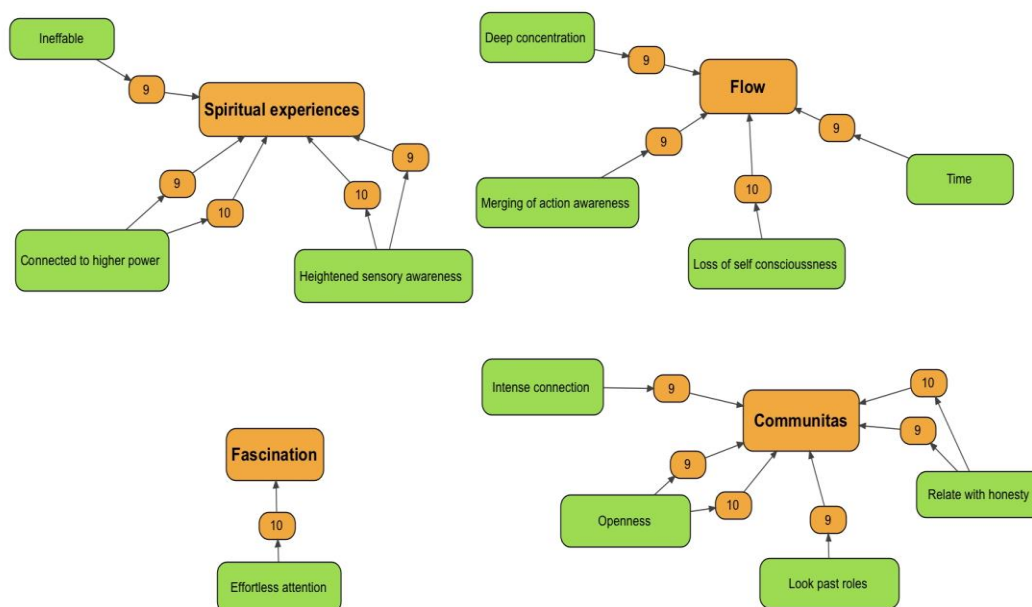 Ineffable
9
Spiritual experiences
9
10
10
9
Connected to higher power
Heightened sensory awareness
Deep concentration
9
Flow
9
9
10
Merging of action awareness
Time
Loss of self conscioussness
Fascination
10
Effortless attention
Intense connection
9
10
Communitas
9
9
10
9
Relate with honesty
Openness
Look past roles